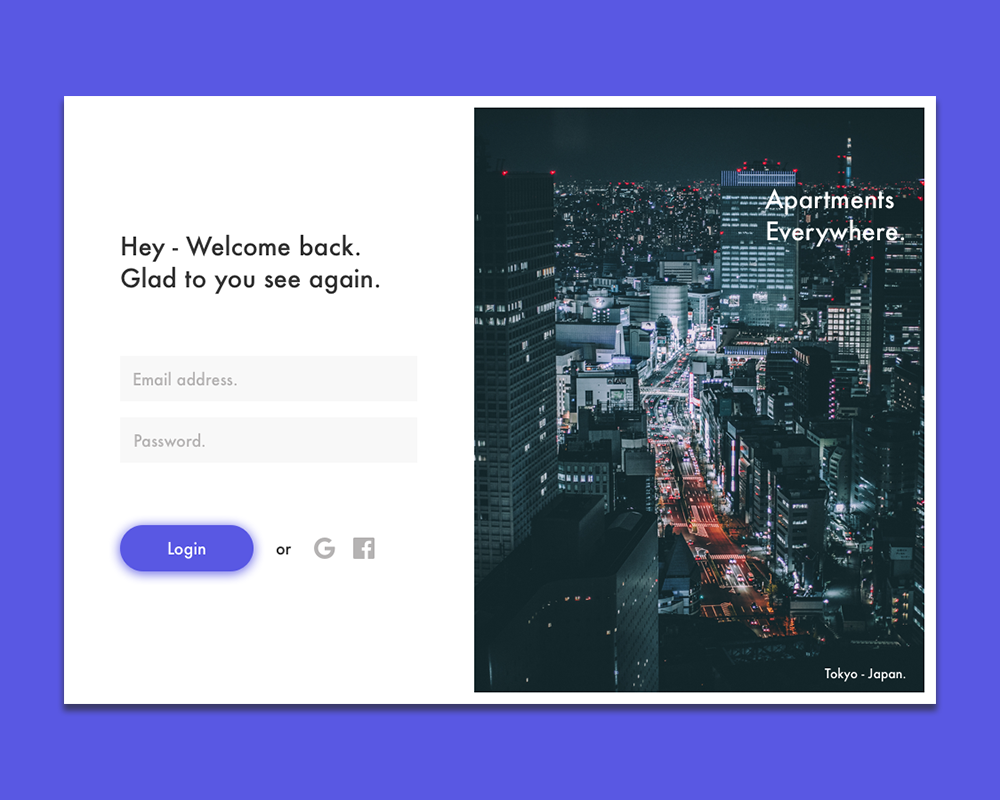 Hey - Welcome back.
Glad to you see again.
Email address.
Password.
Login
or
Apartments
Everywhere.
Tokyo - Japan.